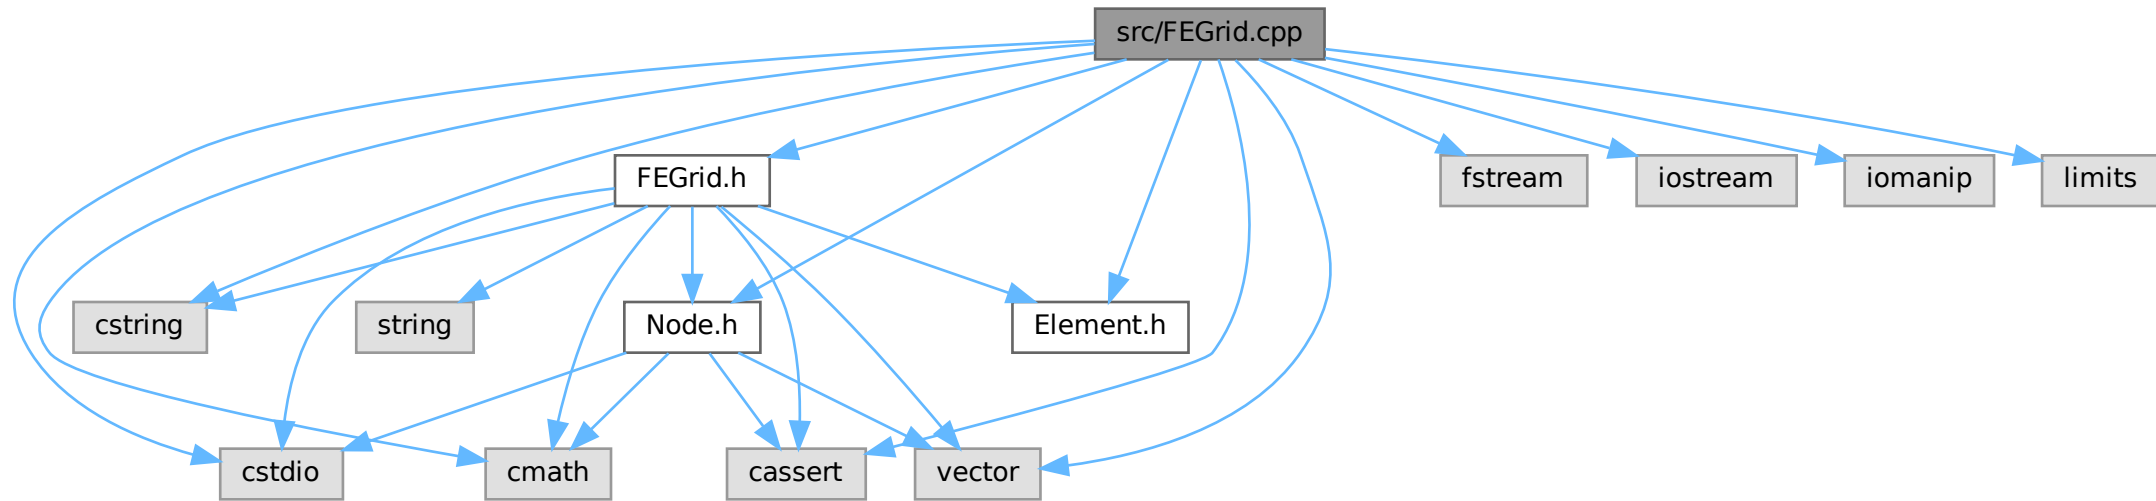 src/FEGrid.cpp
FEGrid.h
fstream
iostream
iomanip
limits
cstring
string
Node.h
Element.h
cstdio
cmath
cassert
vector